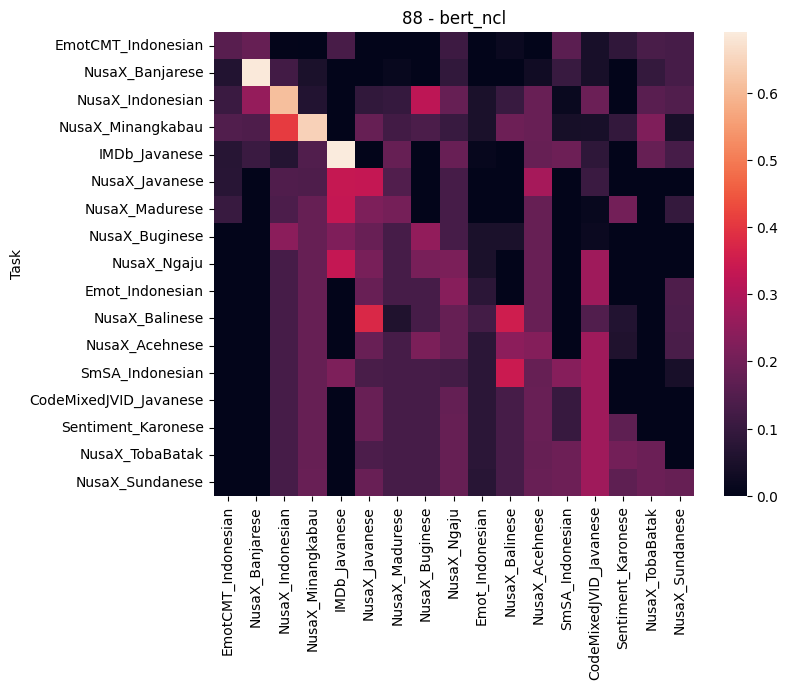 88 - bert_ncl
Task
EmotCMT_Indonesian
NusaX_Banjarese
NusaX_Indonesian
NusaX_Minangkabau
IMDb_Javanese
NusaX_Javanese
NusaX_Madurese
NusaX_Buginese
NusaX_Ngaju
Emot_Indonesian
NusaX_Balinese
NusaX_Acehnese
SmSA_Indonesian
CodeMixedJVID_Javanese
Sentiment_Karonese
NusaX_TobaBatak
NusaX_Sundanese
EmotCMT_Indonesian
NusaX_Banjarese
NusaX_Indonesian
NusaX_Minangkabau
IMDb_Javanese
NusaX_Javanese
NusaX_Madurese
NusaX_Buginese
NusaX_Ngaju
Emot_Indonesian
NusaX_Balinese
NusaX_Acehnese
SmSA_Indonesian
CodeMixedJVID_Javanese
Sentiment_Karonese
NusaX_TobaBatak
NusaX_Sundanese
0.6
0.5
0.4
0.3
0.2
0.1
0.0